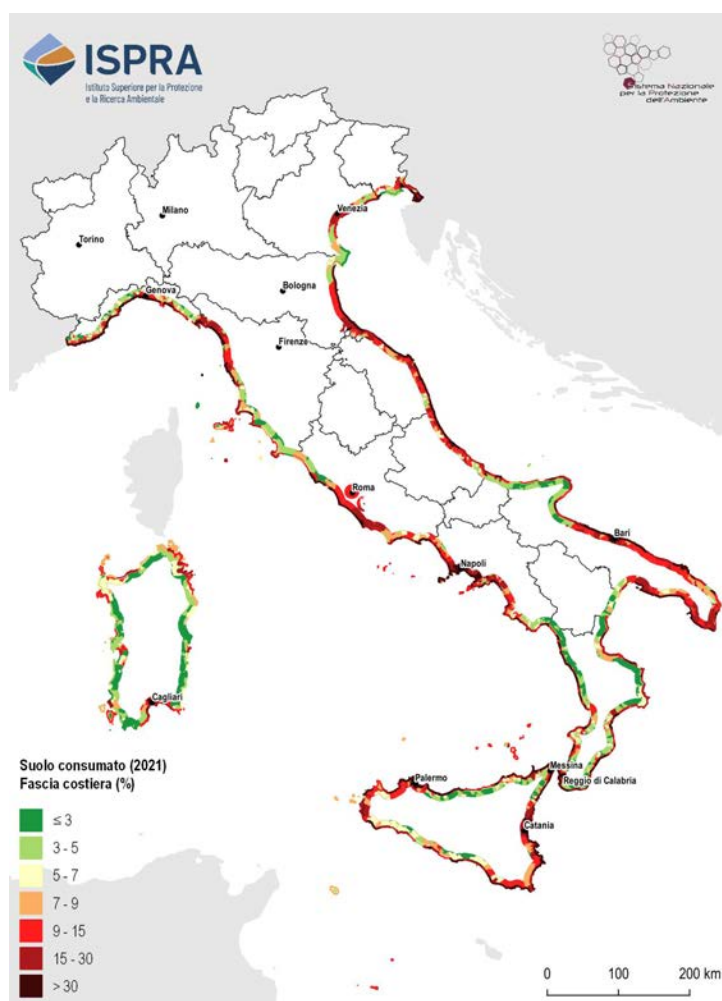 ISPRA
Istituto Superiore per la Protezione
e la Ricerca Ambientale
Sistema Nazionale
per la Protezione
dell'Ambiente
Milano
Venezia
Torino
Genova
Bologna
Firenze
Roma
Bari
Napoli
Cagliari
Messina
Palermo
Reggio di Calabria
Catania
Suolo consumato (2021)
Fascia costiera (%)
≤ 3
3 - 5
5 - 7
7 - 9
9 - 15
15 - 30
> 30
0 100 200 km